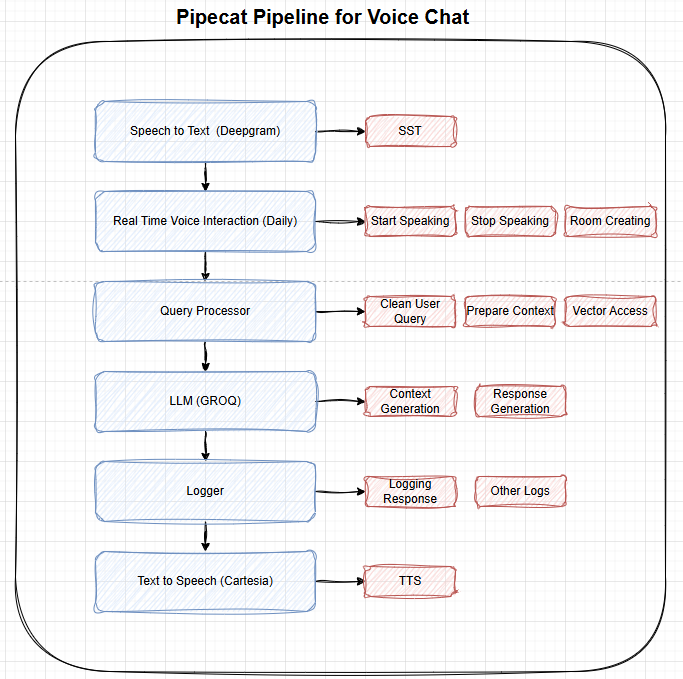 Pipecat Pipeline for Voice Chat
Speech to Text  (Deepgram)
SST
Real Time Voice Interaction (Daily)
Start Speaking
Stop Speaking
Room Creating
Query Processor
Clean User
Query
Prepare Context
Vector Access
LLM (GROQ)
Context
Generation
Response
Generation
Logger
Logging
Response
Other Logs
Text to Speech (Cartesia)
TTS